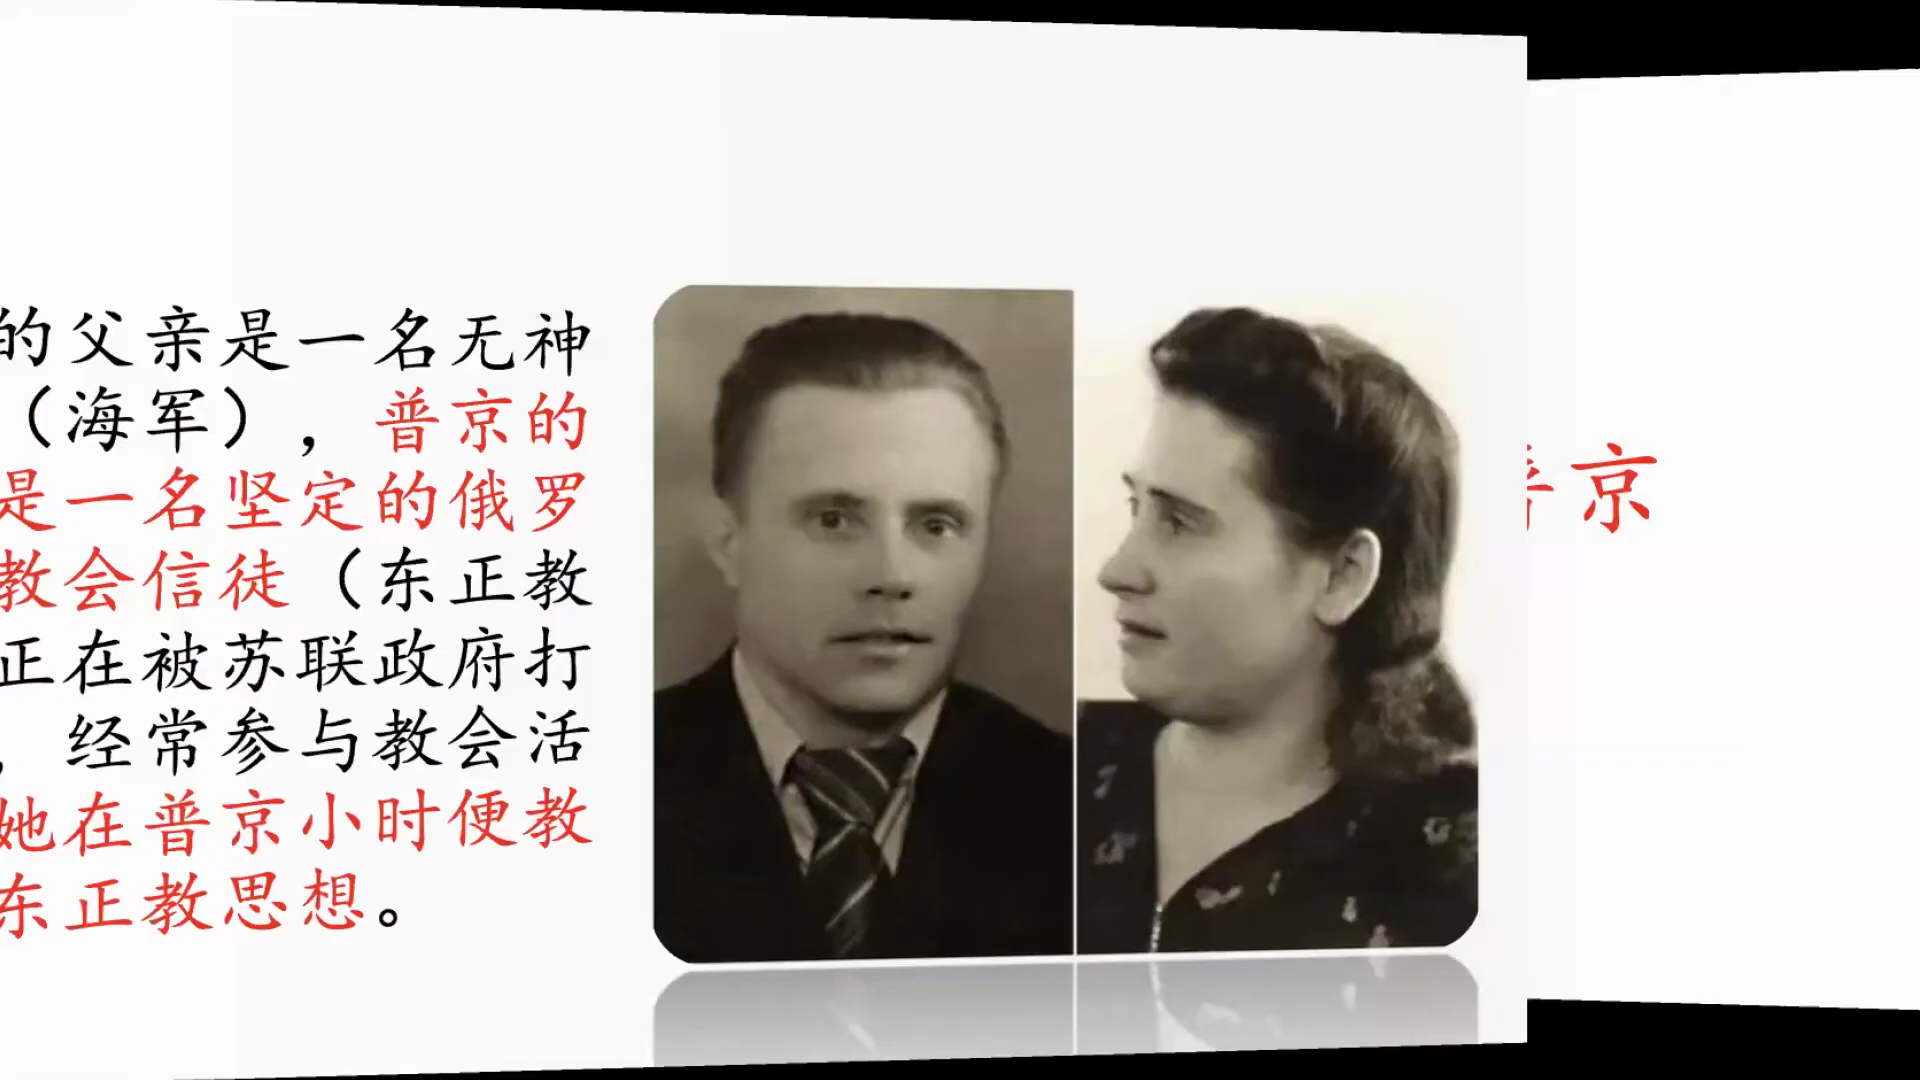 的父亲是一名无神
（海军），普京的
是一名坚定的俄罗
教会信徒（东正教
正在被苏联政府打
，经常参与教会活
她在普京小时便教
东正教思想。
普京